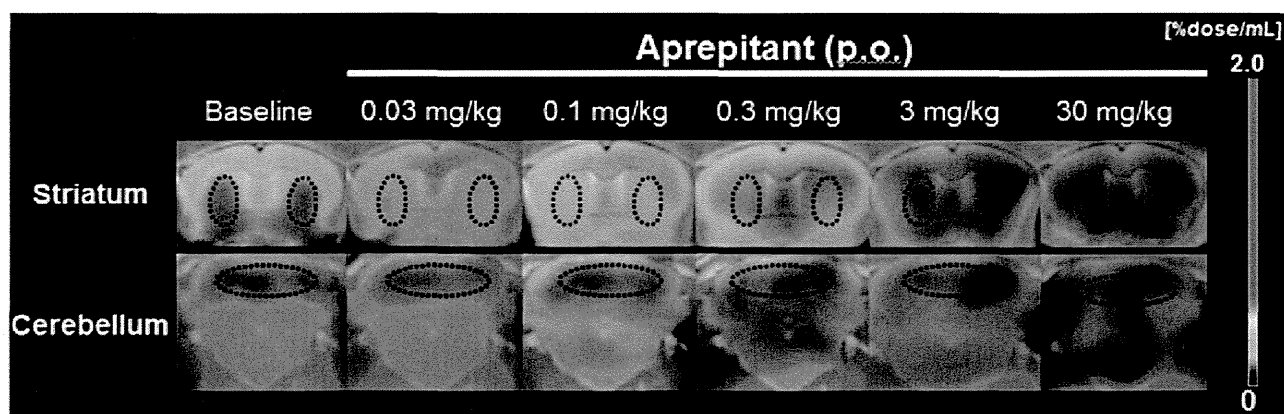 [%dose/mL]
Aprepitant (p.o.)
2.0
Baseline 0.03 mg/kg 0.1 mg/kg 0.3 mg/kg 3 mg/kg 30 mg/kg
Striatum
Cerebellum
0